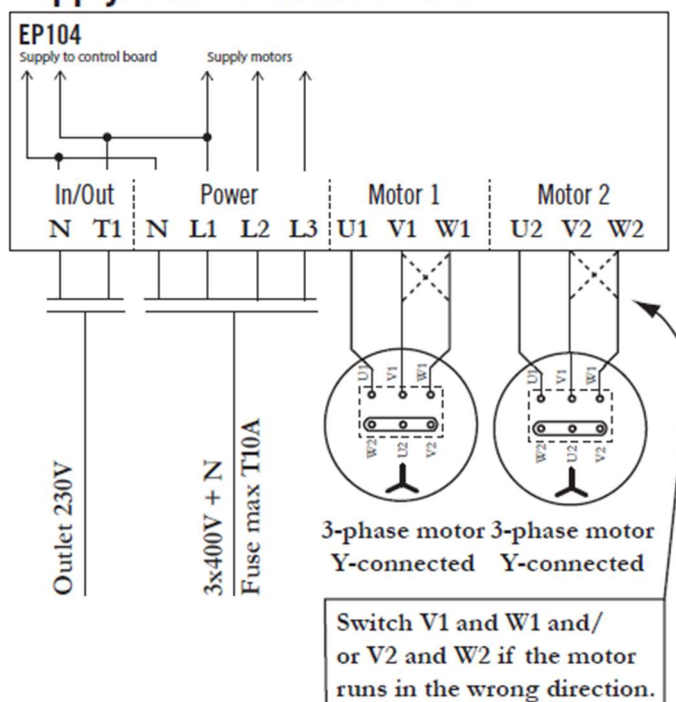 EP104
Supply to control board
Supply motors
In/Out
Power
Motor 1
Motor 2
N T1 N L1 L2 L3 U1 V1 W1 U2 V2 W2
U1 V1 W1
W2 U2 V2
U1 V1 W1
W2 U2 V2
Outlet 230V
3x400V + N
Fuse max T10A
3-phase motor
Y-connected
3-phase motor
Y-connected
Switch V1 and W1 and/
or V2 and W2 if the motor
runs in the wrong direction.